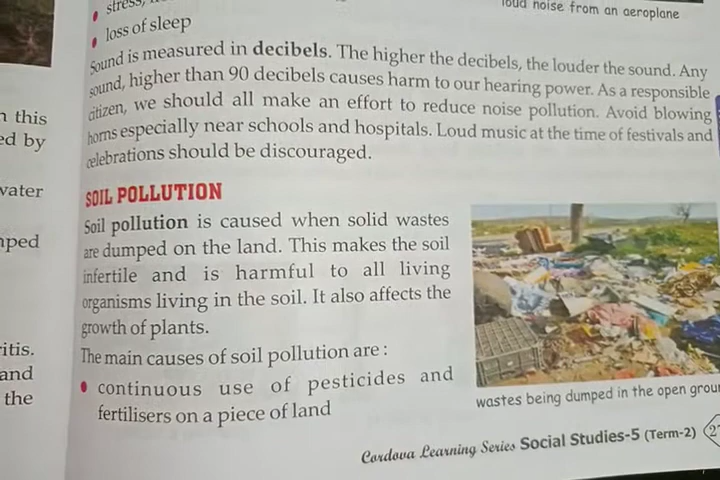 stress,
loud noise from an aeroplane
• loss of sleep
Sound is measured in decibels. The higher the decibels, the louder the sound. Any
sound, higher than 90 decibels causes harm to our hearing power. As a responsible
citizen, we should all make an effort to reduce noise pollution. Avoid blowing
horns especially near schools and hospitals. Loud music at the time of festivals and
celebrations should be discouraged.
SOIL POLLUTION
Soil pollution is caused when solid wastes
are dumped on the land. This makes the soil
infertile and is harmful to all living
organisms living in the soil. It also affects the
growth of plants.
The main causes of soil pollution are :
• continuous use of pesticides and
fertilisers on a piece of land
wastes being dumped in the open
Cordova Learning Series Social Studies-5 (Term-2)
this
by
and
the